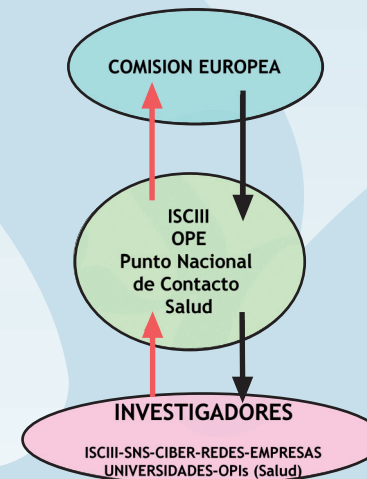 COMISION EUROPEA
ISCIII
OPE
Punto Nacional
de Contacto
Salud
INVESTIGADORES
ISCIII-SNS-CIBER-REDES-EMPRESAS
UNIVERSIDADES-OPIs (Salud)